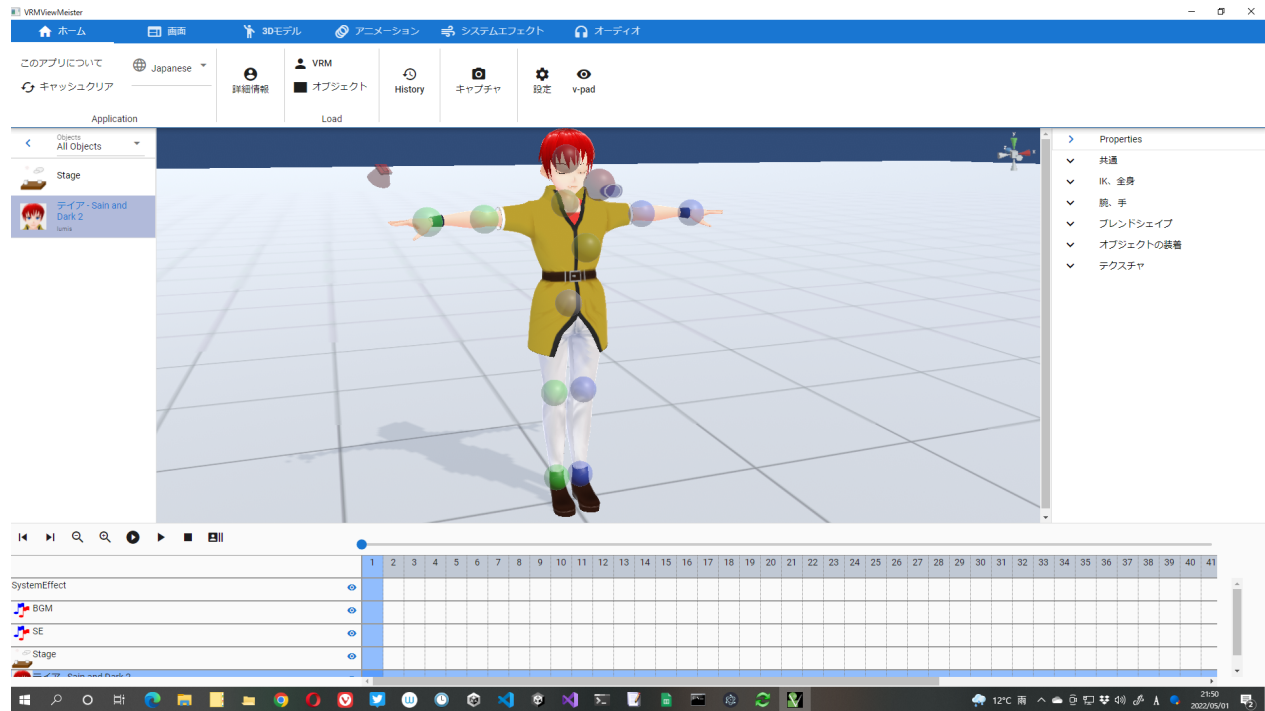 VRMViewMeister
ホーム 画面 3Dモデル アニメーション システムエフェクト オーディオ
このアプリについて Japanese VRM
キャッシュクリア 詳細情報 オブジェクト History キャプチャ 設定 v-pad
Application Load
Objects
All Objects
Stage
テイア - Sain and
Dark 2
lumis
Properties
共通
IK、全身
腕、手
ブレンドシェイプ
オブジェクトの装着
テクスチャ
1 2 3 4 5 6 7 8 9 10 11 12 13 14 15 16 17 18 19 20 21 22 23 24 25 26 27 28 29 30 31 32 33 34 35 36 37 38 39 40 41
SystemEffect
BGM
SE
Stage
テイア - Sain and Dark 2
12°C 雨 A 21:50
2022/05/01 2